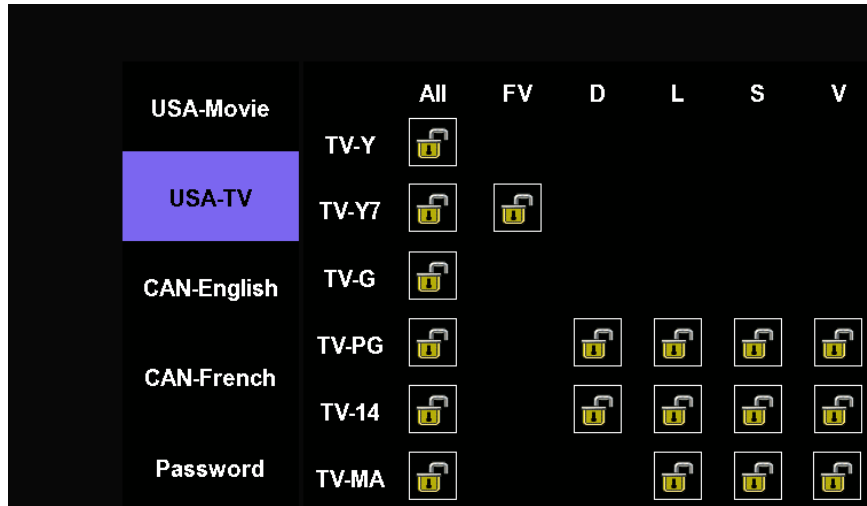 USA-Movie
USA-TV
CAN-English
CAN-French
Password
All FV D L S V
TV-Y
TV-Y7
TV-G
TV-PG
TV-14
TV-MA